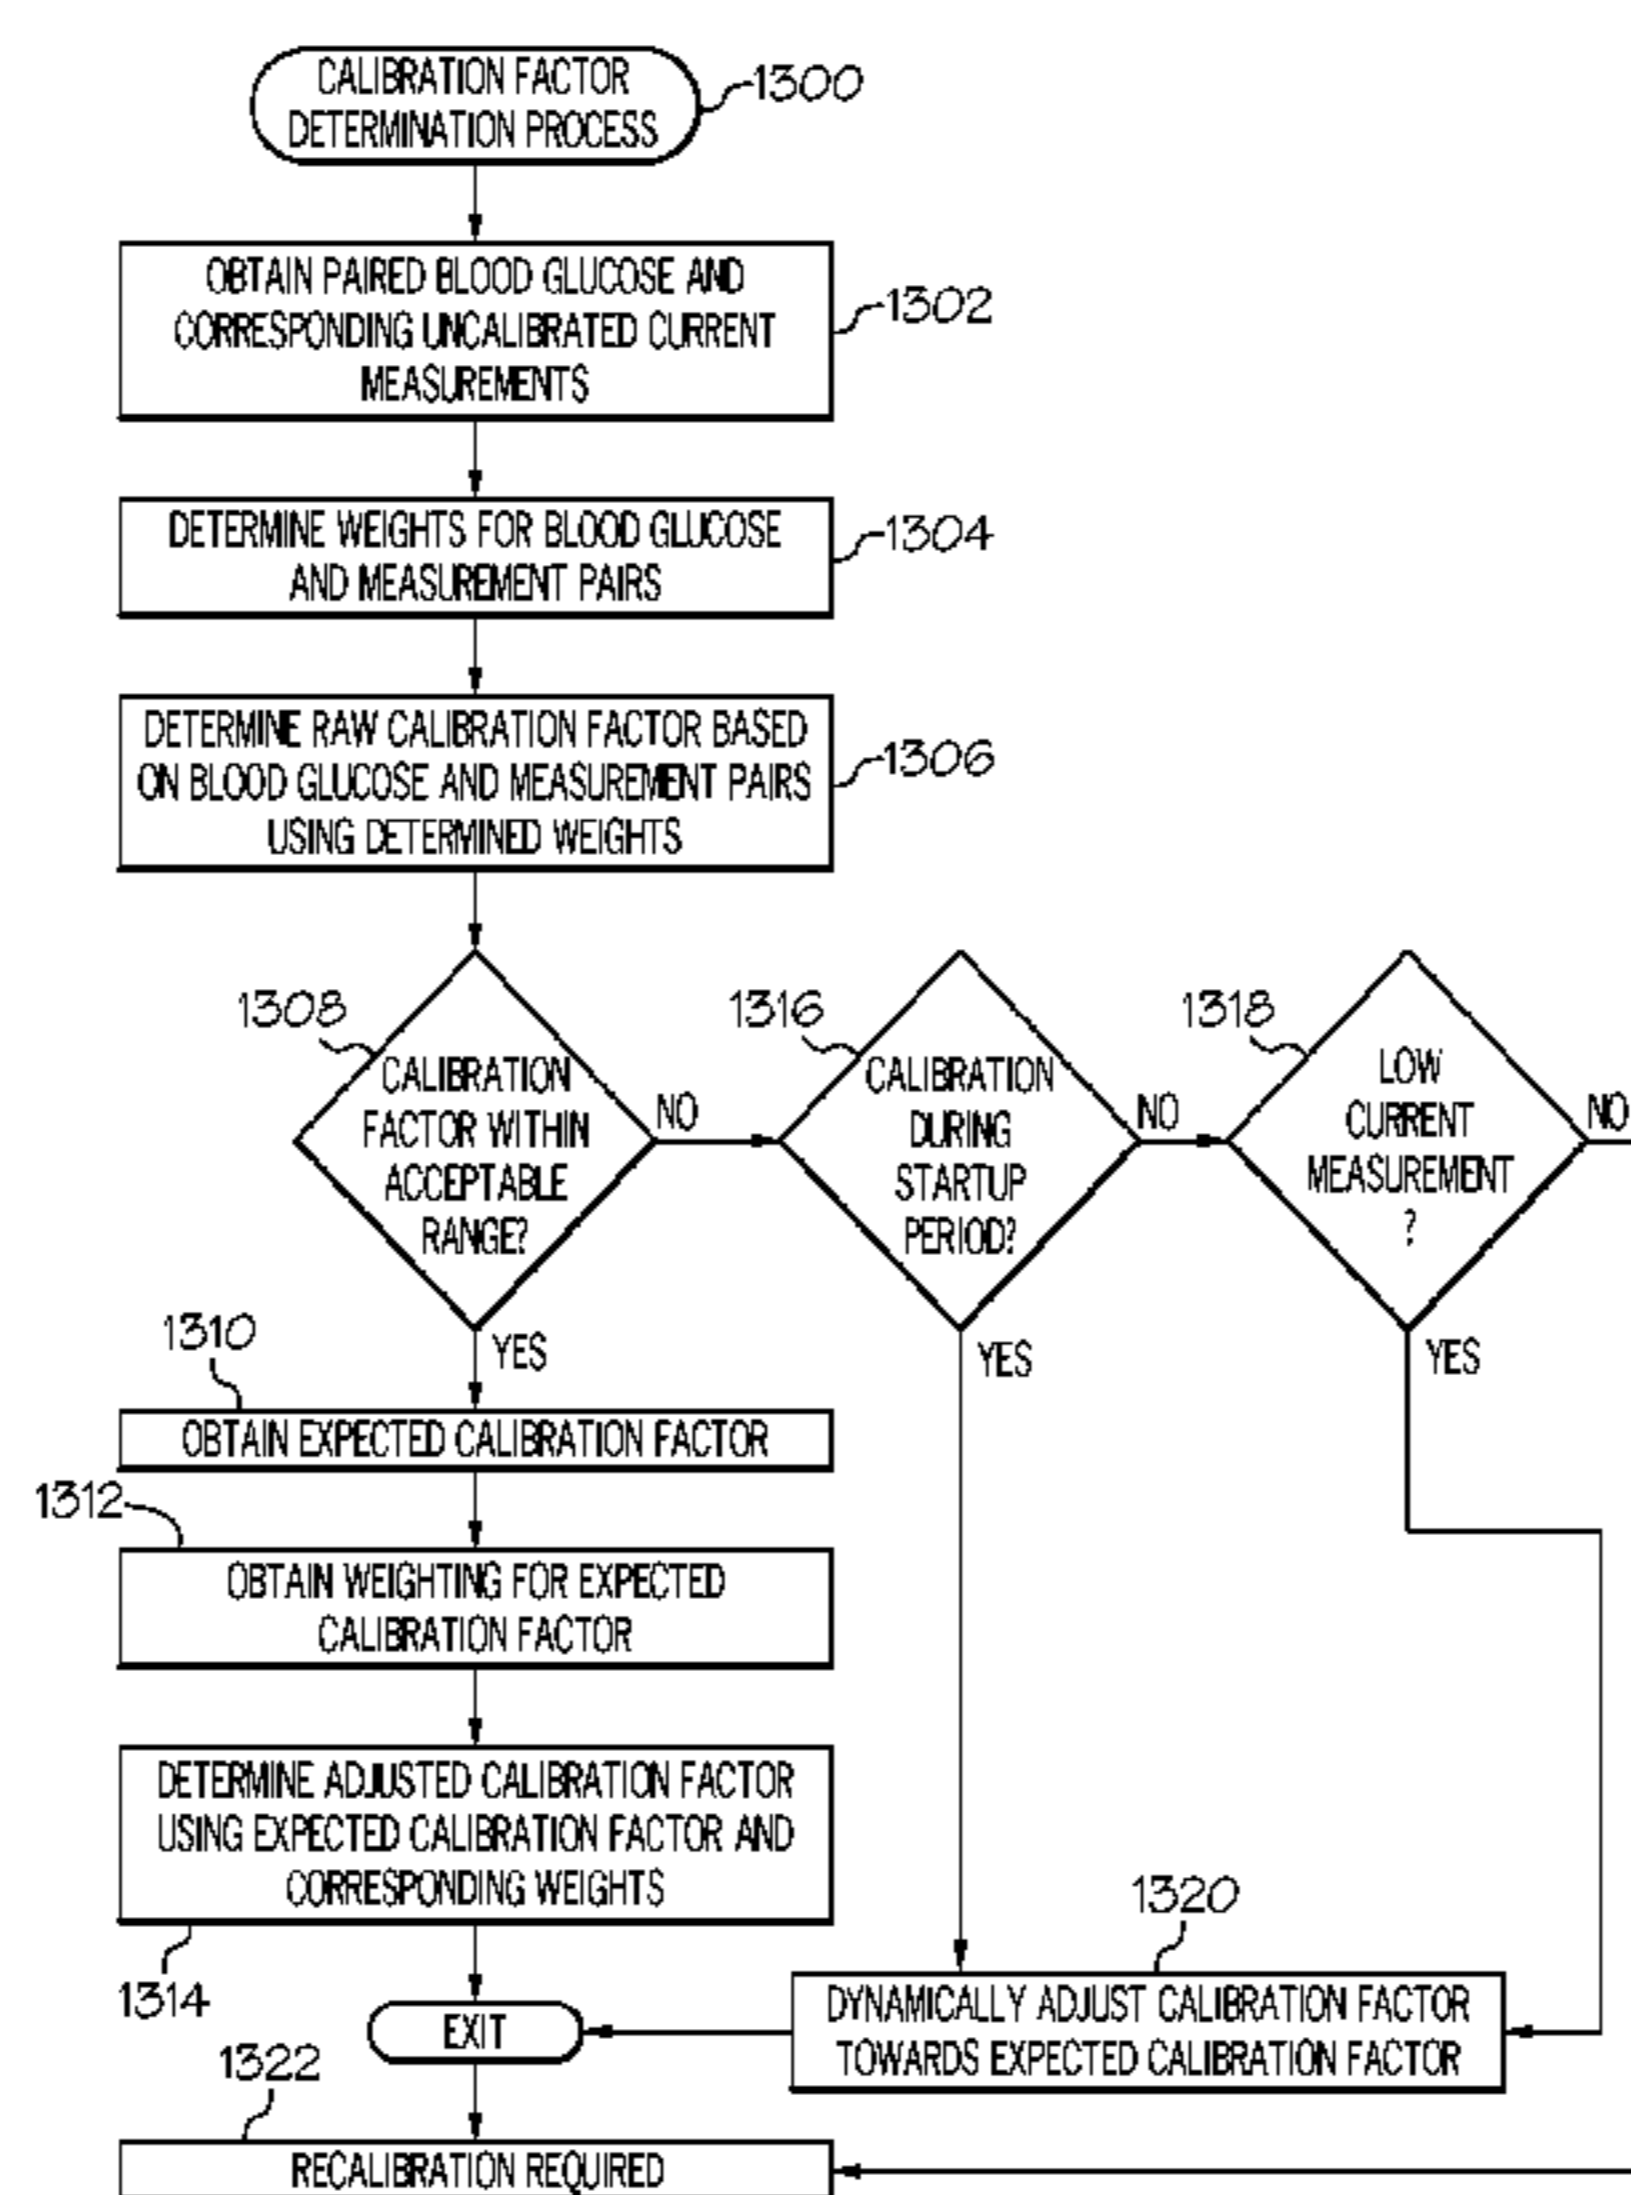 CALIBRATION FACTOR
DETERMINATION PROCESS
1300
OBTAIN PAIRED BLOOD GLUCOSE AND
CORRESPONDING UNCALIBRATED CURRENT
MEASUREMENTS
1302
DETERMINE WEIGHTS FOR BLOOD GLUCOSE
AND MEASUREMENT PAIRS
1304
DETERMINE RAW CALIBRATION FACTOR BASED
ON BLOOD GLUCOSE AND MEASUREMENT PAIRS
USING DETERMINED WEIGHTS
1306
1308
CALIBRATION
FACTOR WITHIN
ACCEPTABLE
RANGE?
NO
YES
1316
CALIBRATION
DURING
STARTUP
PERIOD?
NO
YES
1318
LOW
CURRENT
MEASUREMENT
?
NO
YES
1310
OBTAIN EXPECTED CALIBRATION FACTOR
1312
OBTAIN WEIGHTING FOR EXPECTED
CALIBRATION FACTOR
DETERMINE ADJUSTED CALIBRATION FACTOR
USING EXPECTED CALIBRATION FACTOR AND
CORRESPONDING WEIGHTS
1314
1320
DYNAMICALLY ADJUST CALIBRATION FACTOR
TOWARDS EXPECTED CALIBRATION FACTOR
EXIT
1322
RECALIBRATION REQUIRED